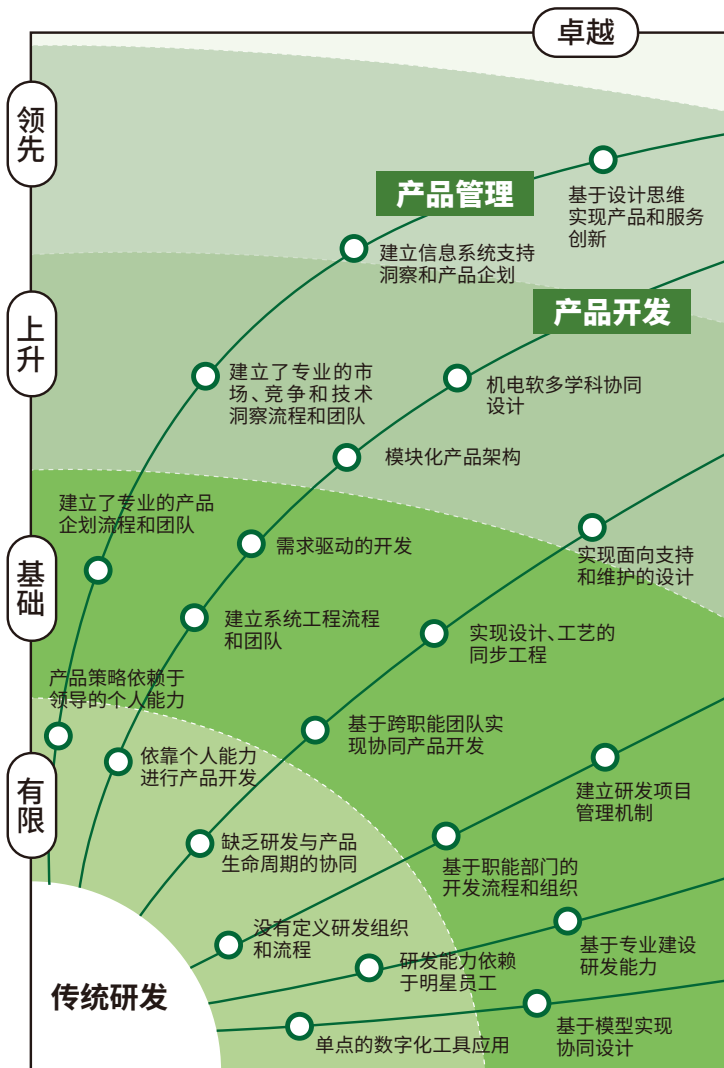 卓越
领先
产品管理
基于设计思维
实现产品和服务
创新
建立信息系统支持
洞察和产品企划
产品开发
上升
建立了专业的市
场、竞争和技术
洞察流程和团队
机电软多学科协同
设计
模块化产品架构
建立了专业的产品
企划流程和团队
需求驱动的开发
实现面向支持
和维护的设计
基础
建立系统工程流程
和团队
实现设计、工艺的
同步工程
产品策略依赖于
领导的个人能力
基于跨职能团队实
现协同产品开发
依靠个人能力
进行产品开发
有限
建立研发项目
管理机制
缺乏研发与产品
生命周期的协同
基于职能部门的
开发流程和组织
没有定义研发组织
和流程
基于专业建设
研发能力
研发能力依赖
于明星员工
传统研发
基于模型实现
协同设计
单点的数字化工具应用